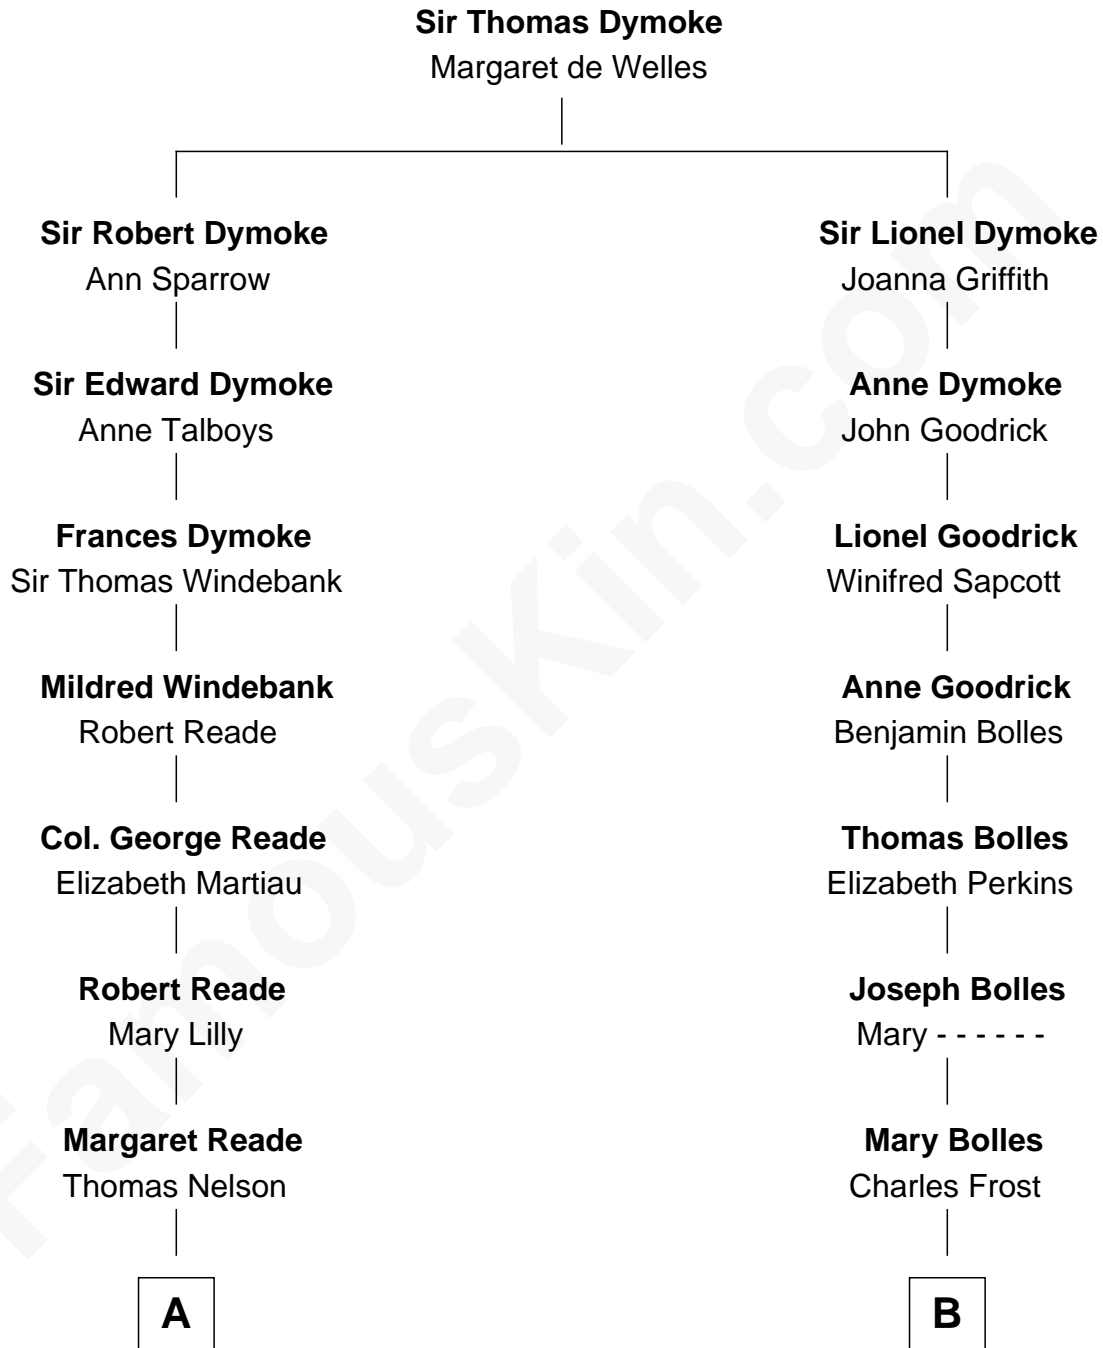 Sir Thomas Dymoke
Margaret de Welles
Sir Robert Dymoke
Ann Sparrow
Sir Edward Dymoke
Anne Talboys
Frances Dymoke
Sir Thomas Windebank
Mildred Windebank
Robert Reade
Col. George Reade
Elizabeth Martiau
Robert Reade
Mary Lilly
Margaret Reade
Thomas Nelson
A
Sir Lionel Dymoke
Joanna Griffith
Anne Dymoke
John Goodrick
Lionel Goodrick
Winifred Sapcott
Anne Goodrick
Benjamin Bolles
Thomas Bolles
Elizabeth Perkins
Joseph Bolles
Mary - - - - - -
Mary Bolles
Charles Frost
B
FamousKin.com